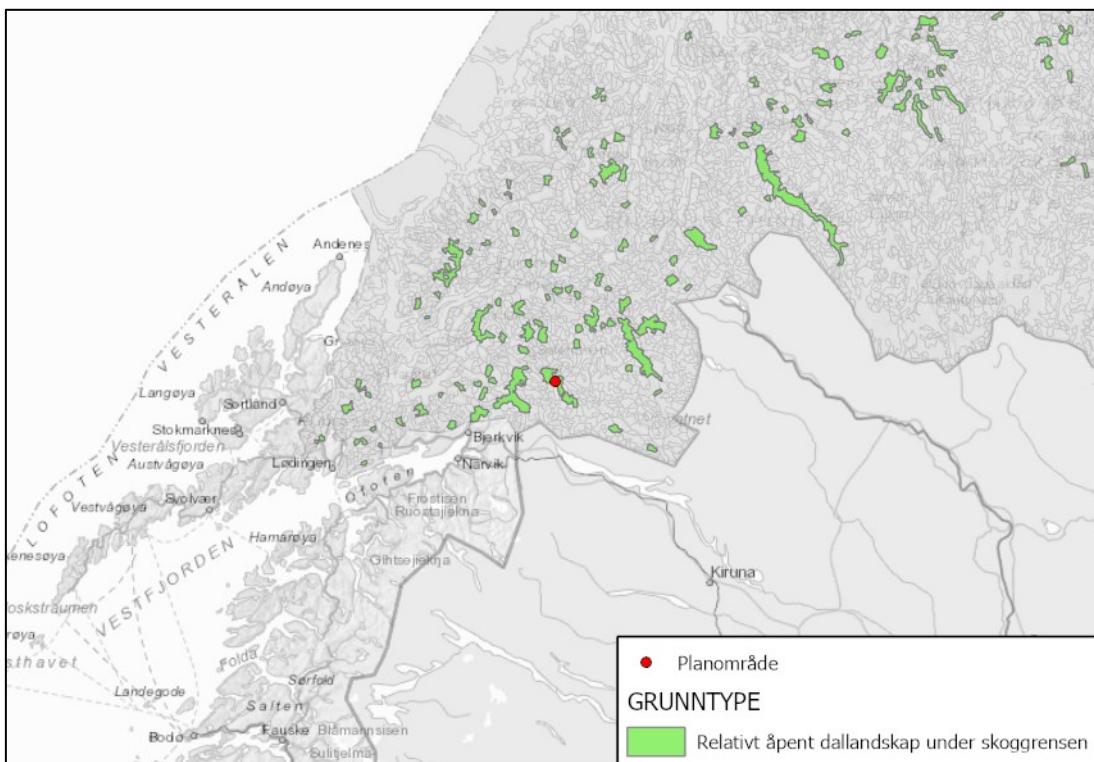 Andenes
Andøya
VESTERÅLEN
Langøya
Sortland
Stokmarknes
Vesterålsfjorden
Austvågøya
Lødingen
Bjerkvik
Narvik
Ofoten
LOFOTEN
Vestvågøya
Svolvær
Frostisen
Ruostajiekna
Hamarøya
Gihtsejiekna
VESTFJORDEN
Kiruna
Folda
Sørfold
Landegode
Salten
Bodø
Fauske
Blåmannsisen
Sulitjelma
Planområde
GRUNNTYPE
Relativt åpent dallandskap under skoggrensen